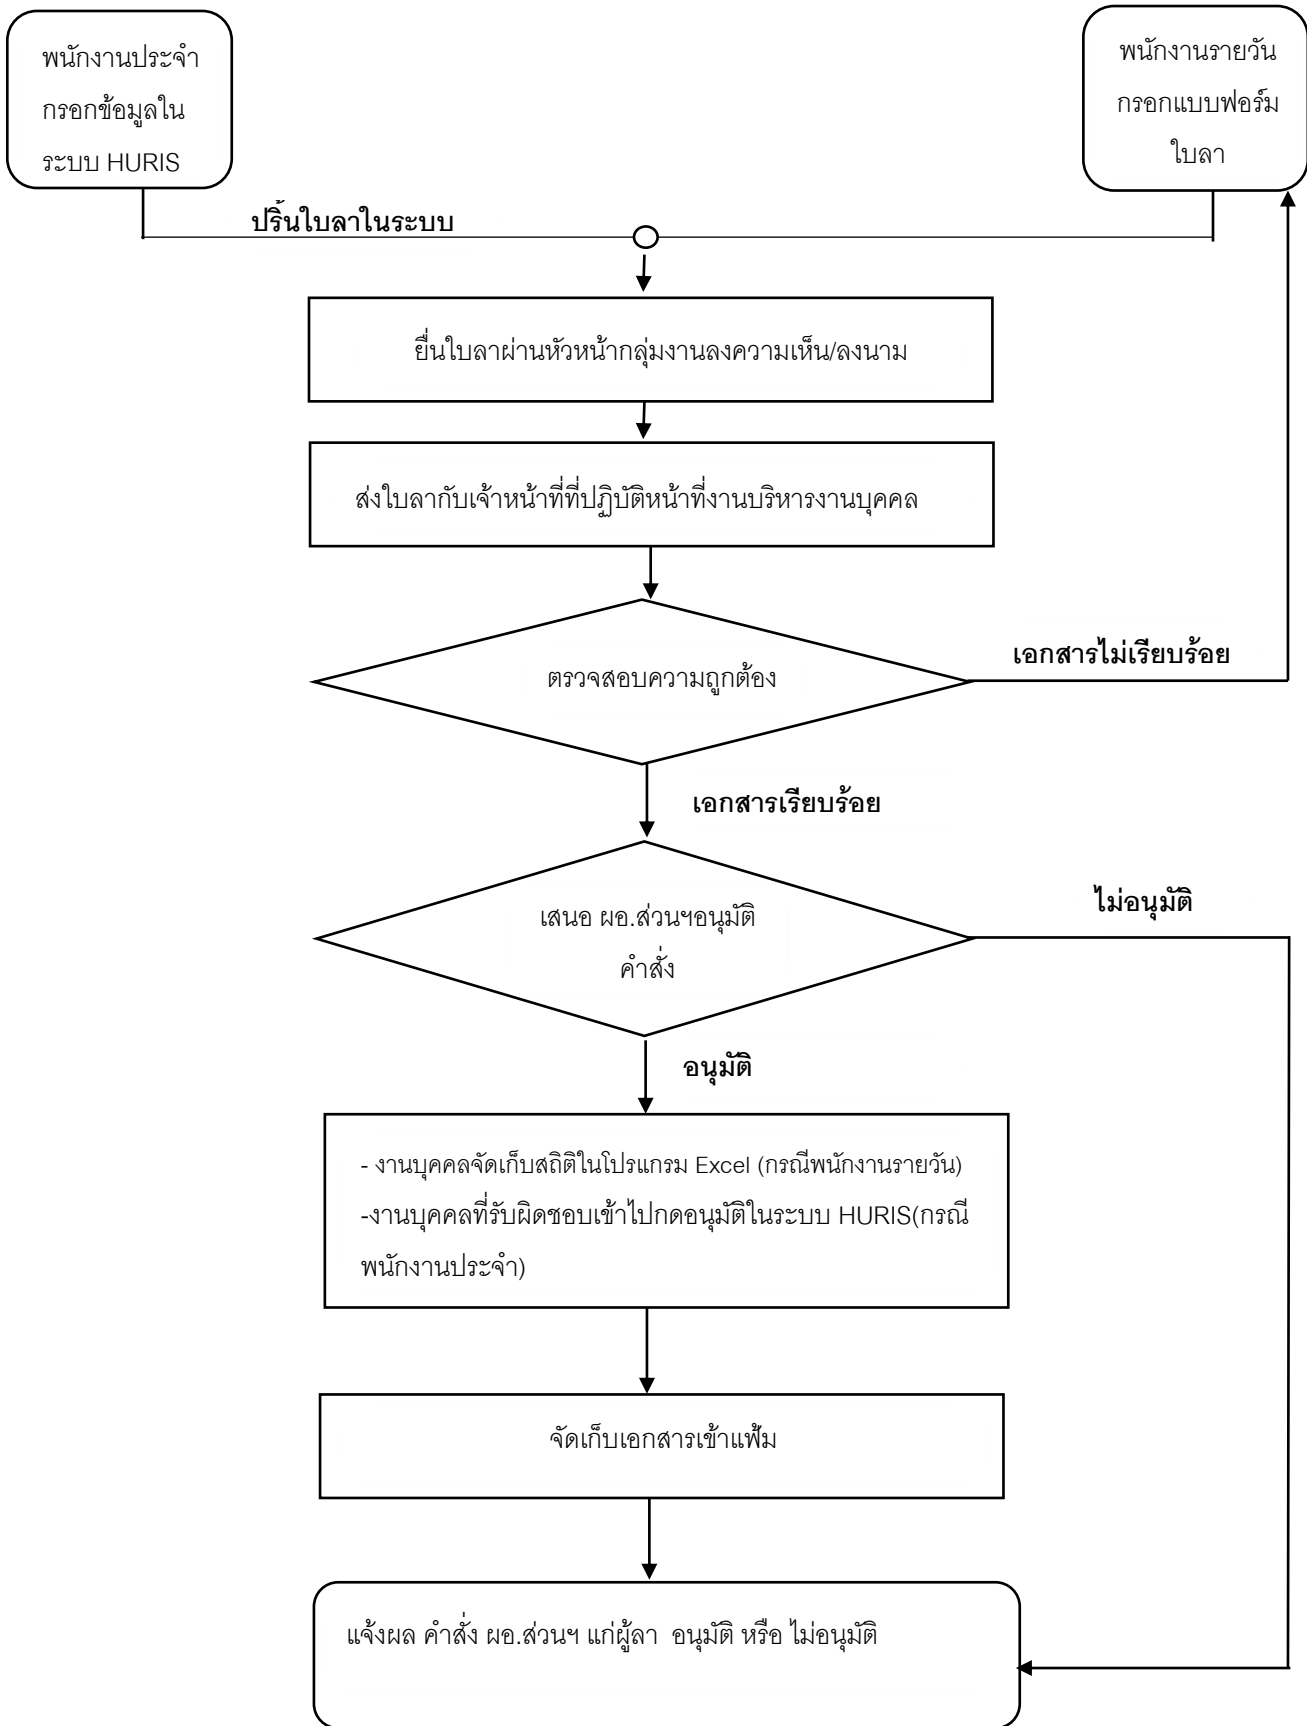 พนักงานประจำ
กรอกข้อมูลใน
ระบบ HURIS
พนักงานรายวัน
กรอกแบบฟอร์ม
ใบลา
ปริ้นใบลาในระบบ
ยื่นใบลาผ่านหัวหน้ากลุ่มงานลงความเห็น/ลงนาม
ส่งใบลากับเจ้าหน้าที่ที่ปฏิบัติหน้าที่งานบริหารงานบุคคล
ตรวจสอบความถูกต้อง
เอกสารไม่เรียบร้อย
เอกสารเรียบร้อย
เสนอ ผอ.ส่วนฯอนุมัติ
คำสั่ง
ไม่อนุมัติ
อนุมัติ
- งานบุคคลจัดเก็บสถิติในโปรแกรม Excel (กรณีพนักงานรายวัน)
-งานบุคคลที่รับผิดชอบเข้าไปกดอนุมัติในระบบ HURIS(กรณี
พนักงานประจำ)
จัดเก็บเอกสารเข้าแฟ้ม
แจ้งผล คำสั่ง ผอ.ส่วนฯ แก่ผู้ลา  อนุมัติ หรือ ไม่อนุมัติ